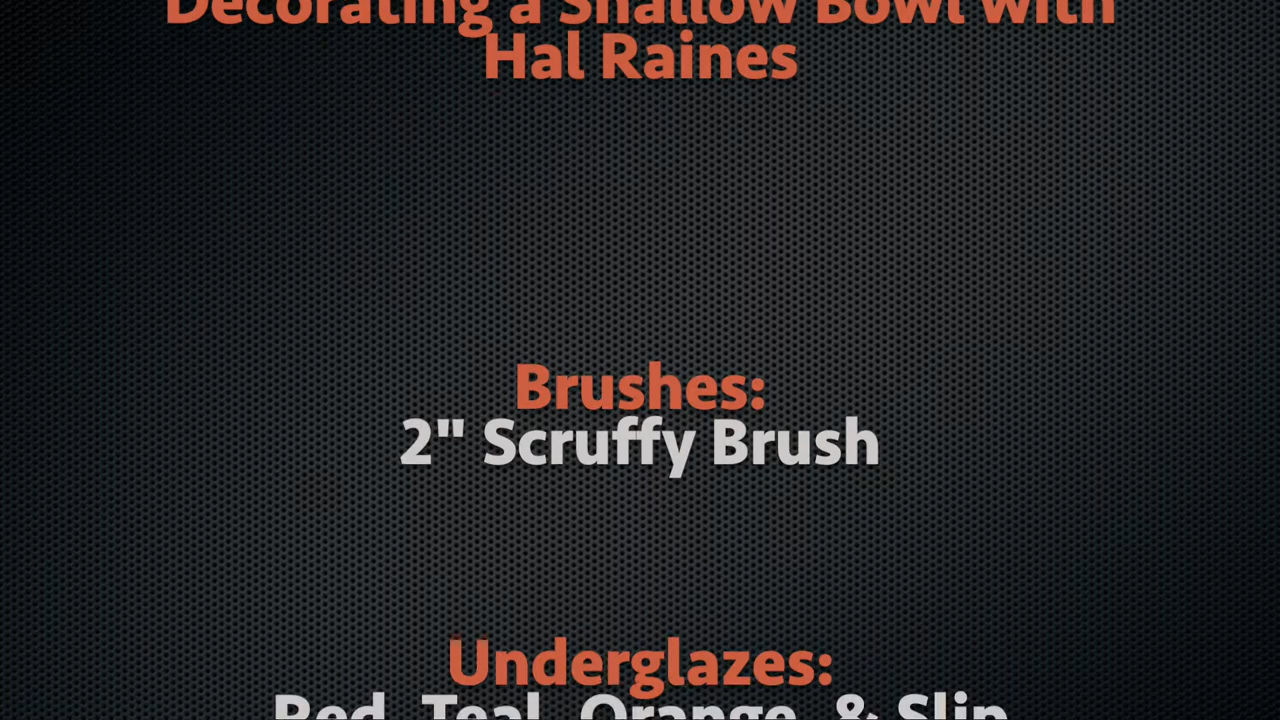 Decorating a Shallow Bowl with
Hal Raines
Brushes:
2" Scruffy Brush
Underglazes:
Red, Teal, Orange, & Slip